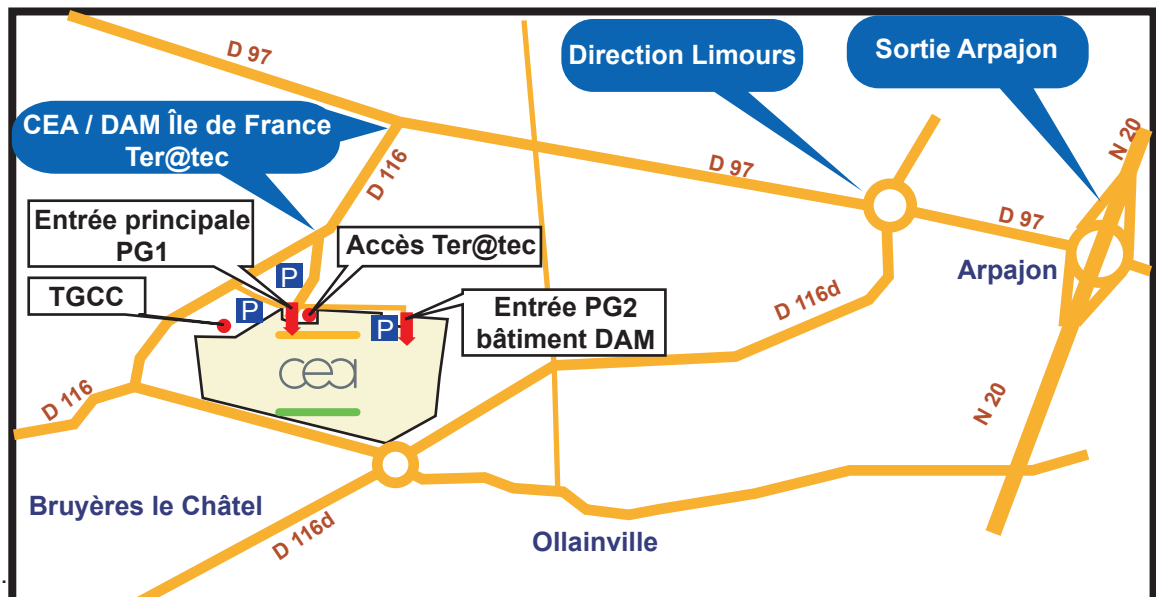 D 97
Direction Limours
Sortie Arpajon
CEA / DAM Île de France
Ter@tec
N 20
D 116
D 97
Entrée principale
PG1
Accès Ter@tec
D 97
Arpajon
TGCC
P
P
P
Entrée PG2
bâtiment DAM
D 116d
cea
D 116
N 20
Bruyères le Châtel
D 116d
Ollainville
.